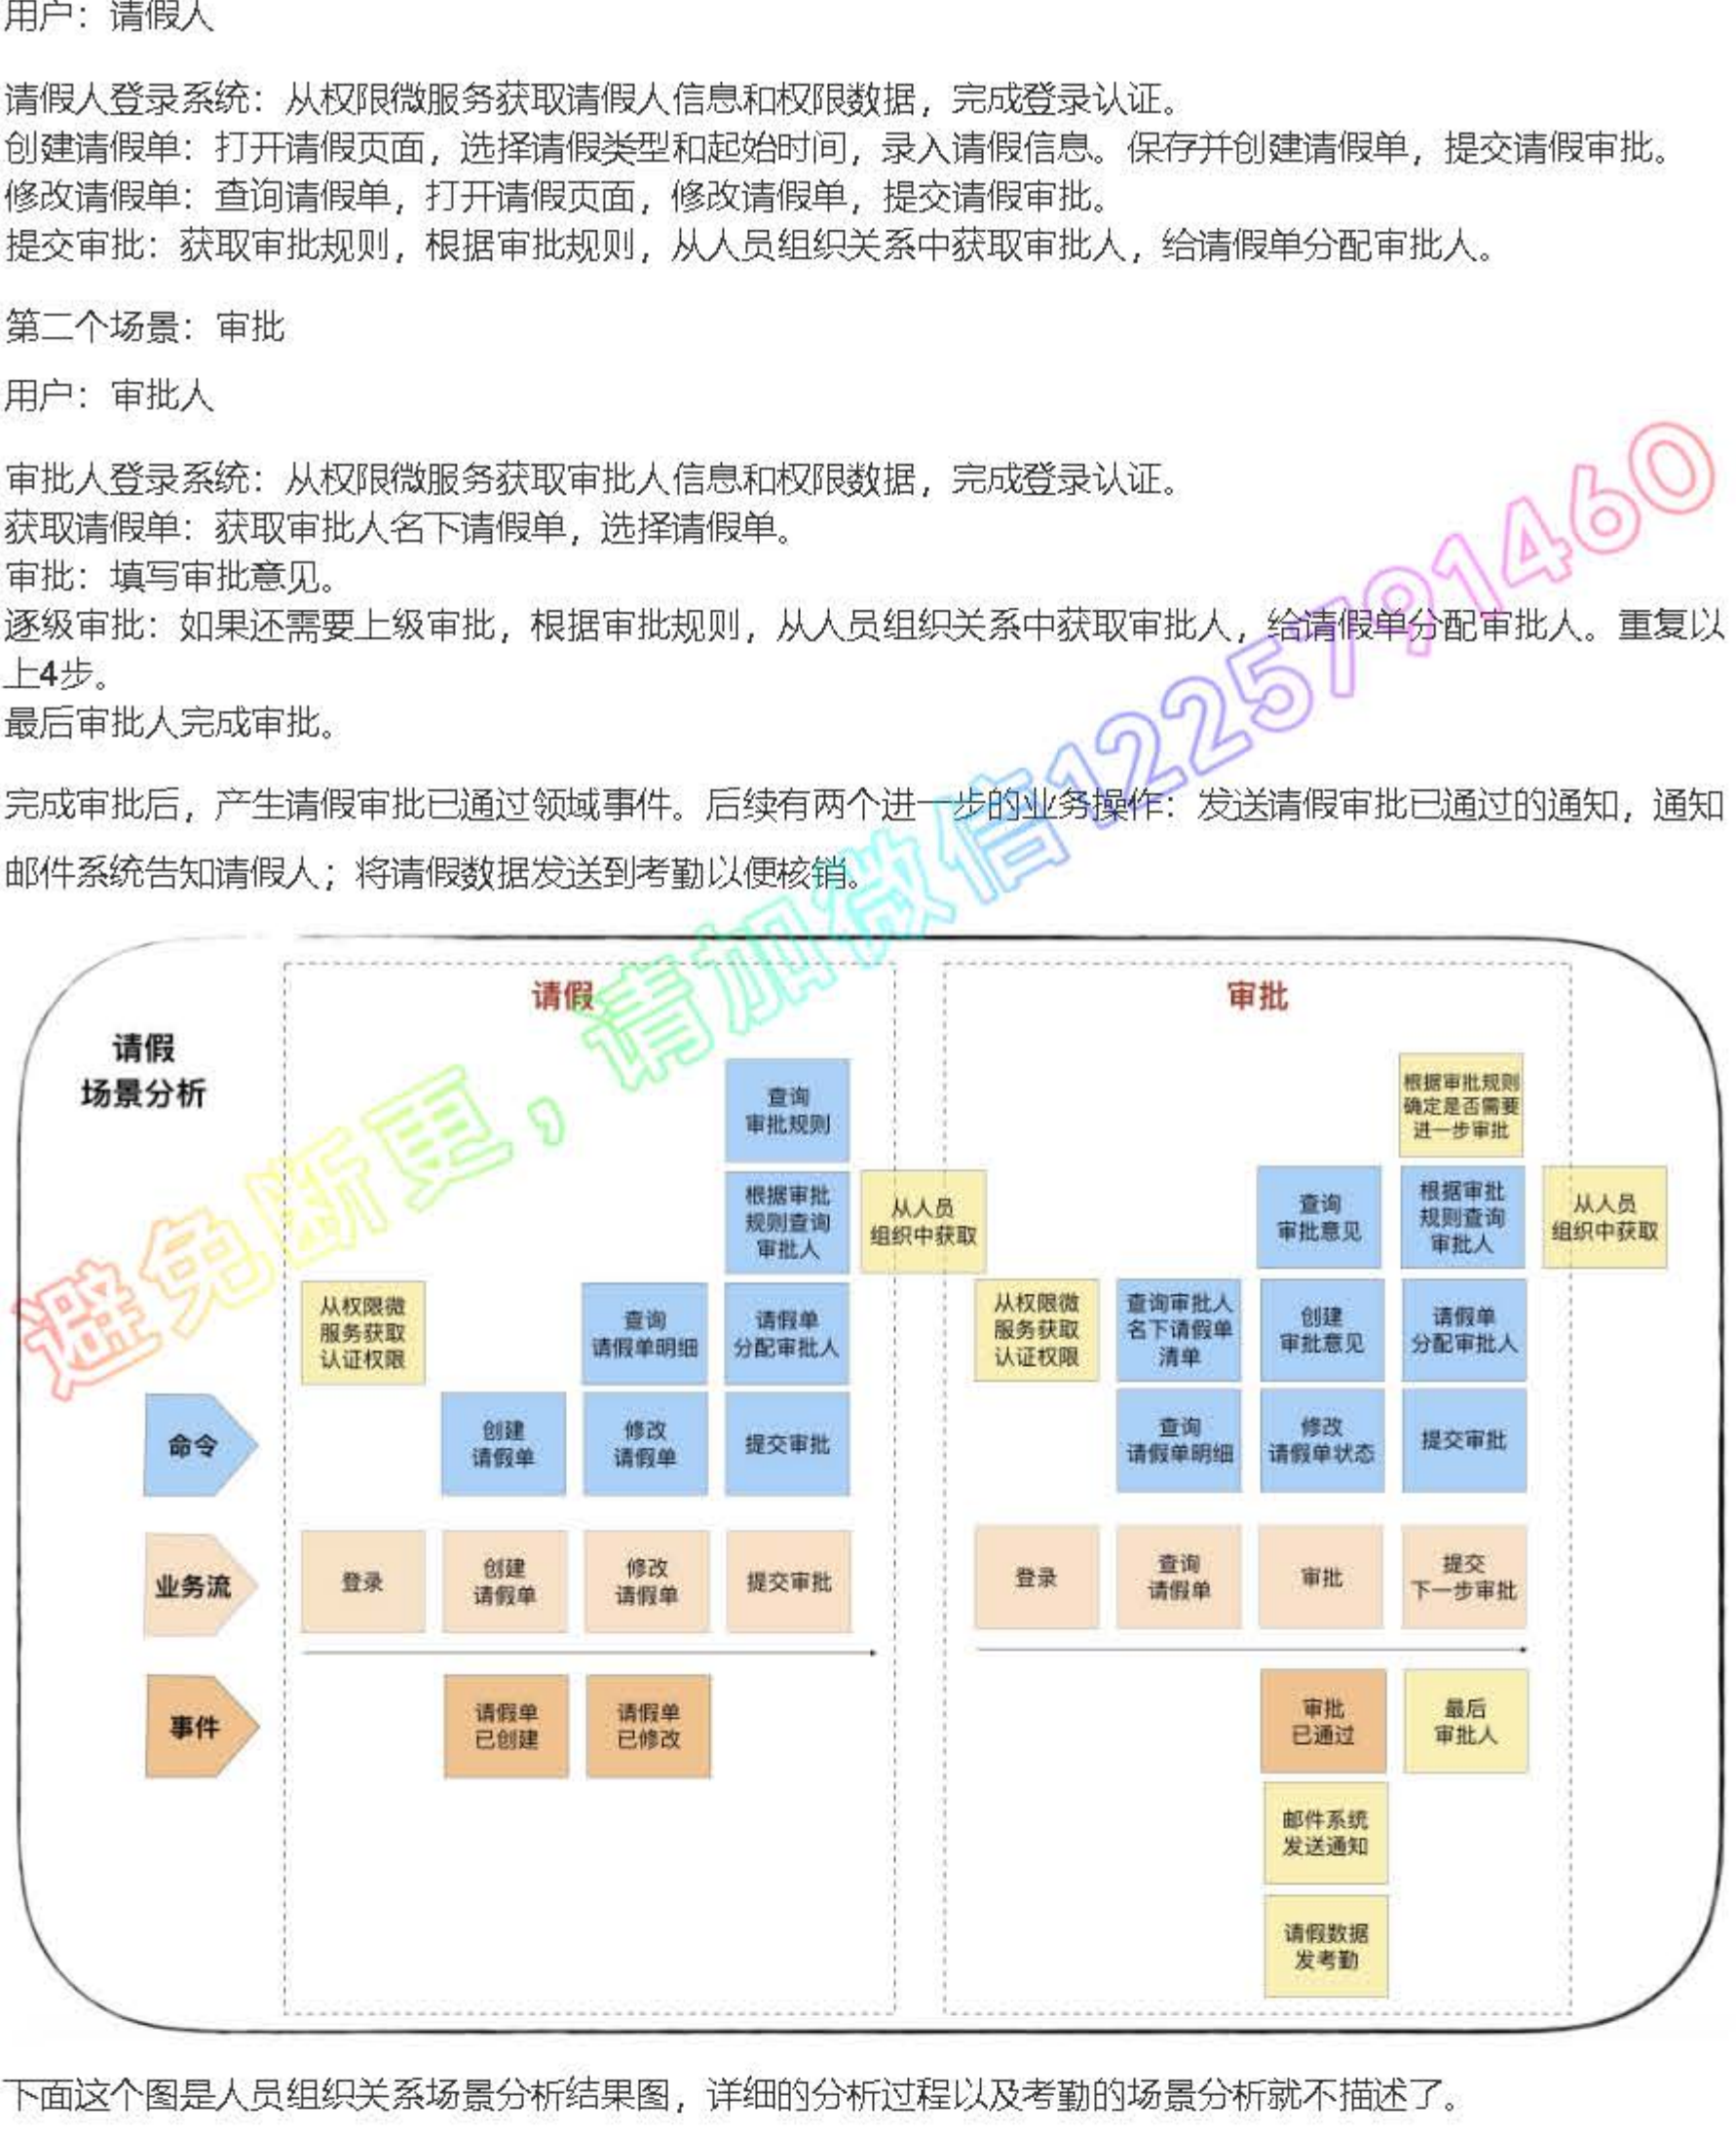 用户：请假人
请假人登录系统：从权限微服务获取请假人信息和权限数据，完成登录认证。
创建请假单：打开请假页面，选择请假类型和起始时间，录入请假信息。保存并创建请假单，提交请假审批。
修改请假单：查询请假单，打开请假页面，修改请假单，提交请假审批。
提交审批：获取审批规则，根据审批规则，从人员组织关系中获取审批人，给请假单分配审批人。
第二个场景：审批
用户：审批人
审批人登录系统：从权限微服务获取审批人信息和权限数据，完成登录认证。
获取请假单：获取审批人名下请假单，选择请假单。
审批：填写审批意见。
逐级审批：如果还需要上级审批，根据审批规则，从人员组织关系中获取审批人，给请假单分配审批人。重复以
上4步。
最后审批人完成审批。
完成审批后，产生请假审批已通过领域事件。后续有两个进一步的业务操作：发送请假审批已通过的通知，通知
邮件系统告知请假人；将请假数据发送到考勤以便核销。
避免断更，请加微信1225791460
请假
场景分析
请假
查询
审批规则
根据审批
规则查询
审批人
从人员
组织中获取
从权限微
服务获取
认证权限
查询
请假单明细
请假单
分配审批人
命令
创建
请假单
修改
请假单
提交审批
业务流
登录
创建
请假单
修改
请假单
提交审批
事件
请假单
已创建
请假单
已修改
审批
根据审批规则
确定是否需要
进一步审批
查询
审批意见
根据审批
规则查询
审批人
从人员
组织中获取
从权限微
服务获取
认证权限
查询审批人
名下请假单
清单
创建
审批意见
请假单
分配审批人
查询
请假单明细
修改
请假单状态
提交审批
登录
查询
请假单
审批
提交
下一步审批
审批
已通过
最后
审批人
邮件系统
发送通知
请假数据
发考勤
下面这个图是人员组织关系场景分析结果图，详细的分析过程以及考勤的场景分析就不描述了。